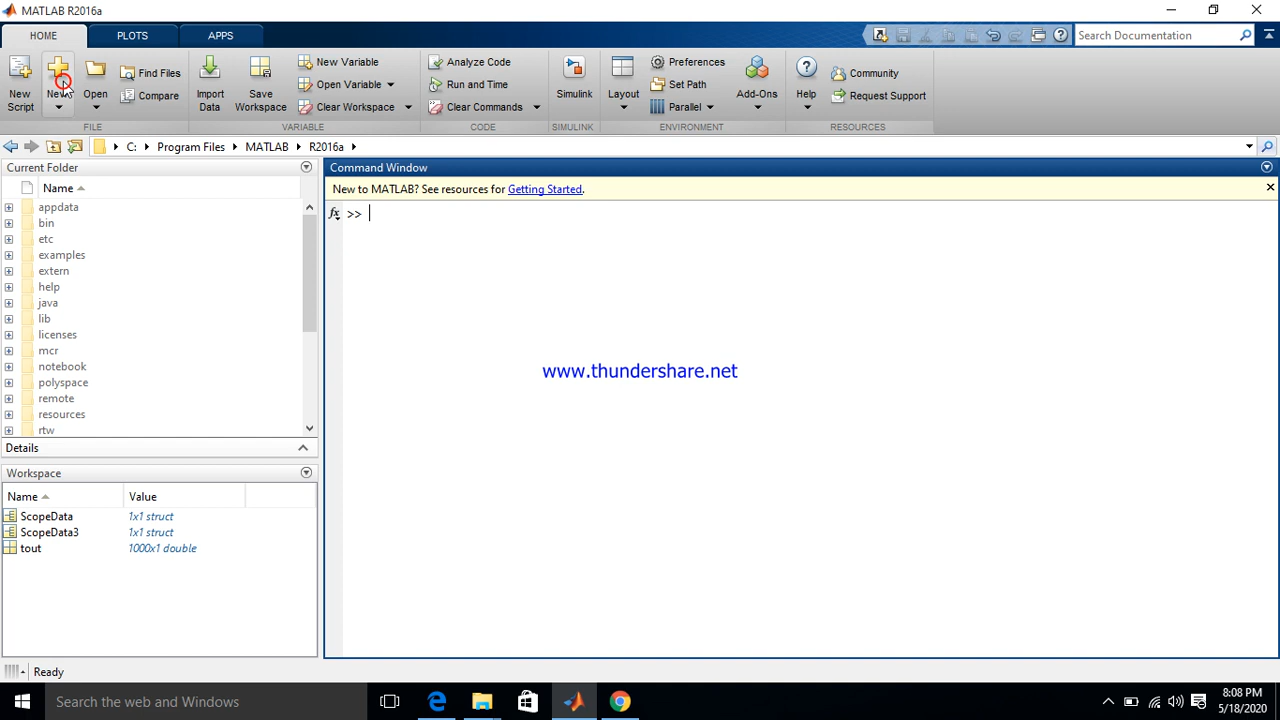 MATLAB R2016a
HOME
PLOTS
APPS
Search Documentation
New Script
New
Open
Find Files
Compare
FILE
Import Data
Save Workspace
New Variable
Open Variable
Clear Workspace
VARIABLE
Analyze Code
Run and Time
Clear Commands
CODE
Simulink
SIMULINK
Layout
Preferences
Set Path
Parallel
ENVIRONMENT
Add-Ons
Help
Community
Request Support
RESOURCES
C: Program Files MATLAB R2016a
Current Folder
Name
appdata
bin
etc
examples
extern
help
java
lib
licenses
mcr
notebook
polyspace
remote
resources
rtw
Details
Workspace
Name Value
ScopeData 1x1 struct
ScopeData3 1x1 struct
tout 1000x1 double
Command Window
New to MATLAB? See resources for Getting Started.
fx >>
www.thundershare.net
Ready
Search the web and Windows
8:08 PM
5/18/2020